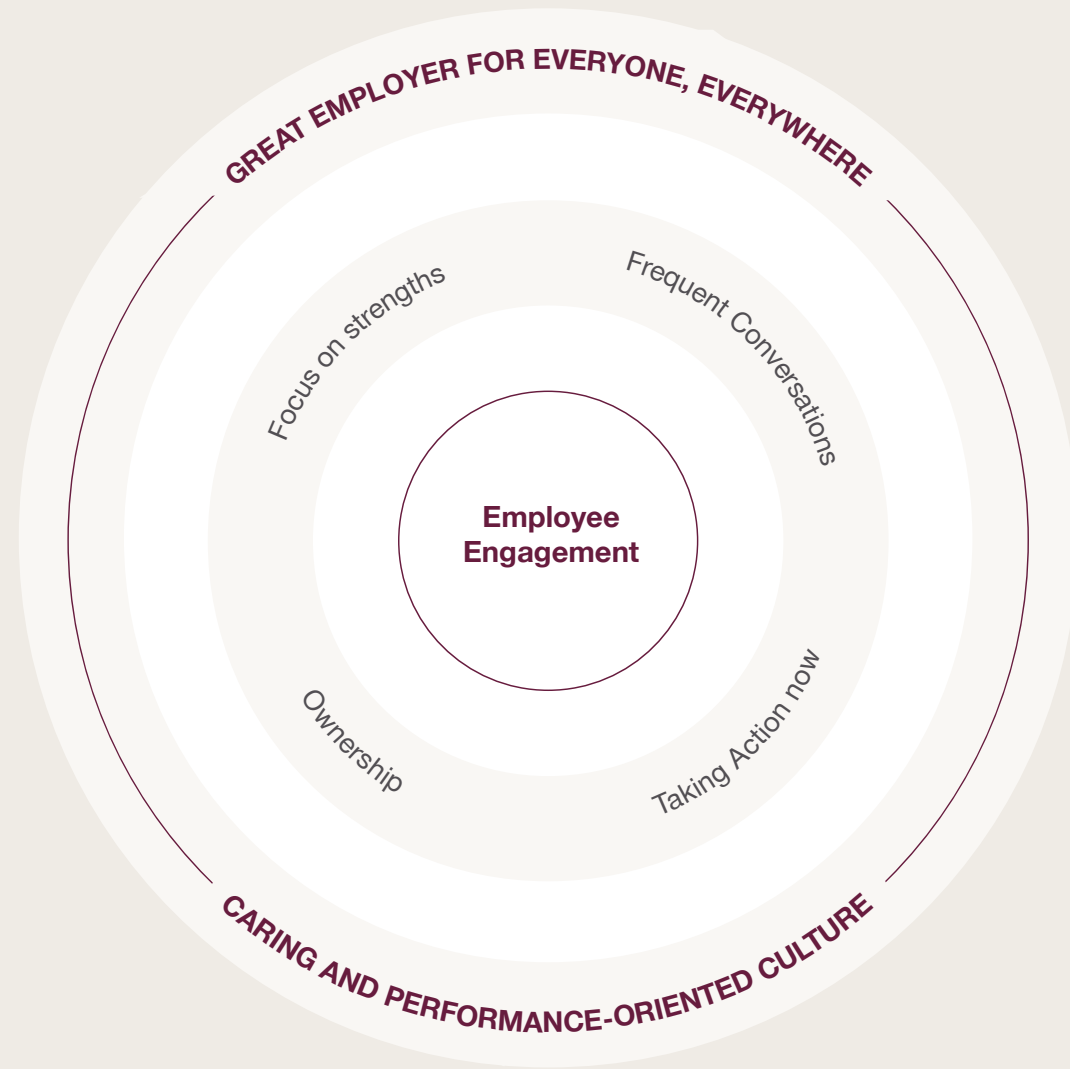 GREAT EMPLOYER FOR EVERYONE, EVERYWHERE
Focus on strengths
Frequent Conversations
Employee
Engagement
Ownership
Taking Action now
CARING AND PERFORMANCE-ORIENTED CULTURE